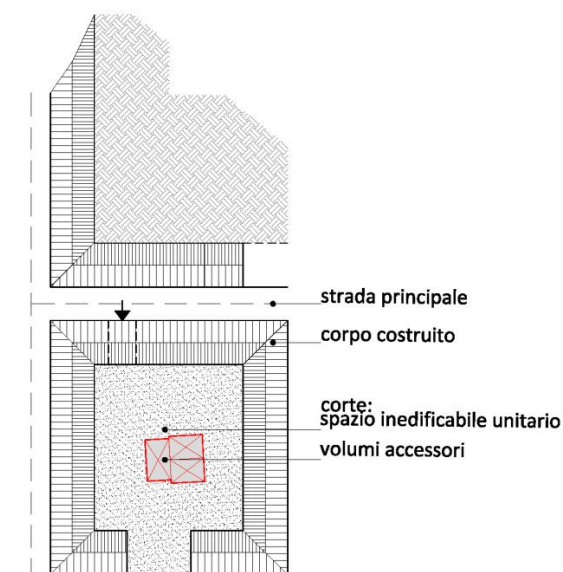 strada principale
corpo costruito
corte:
spazio inedificabile unitario
volumi accessori